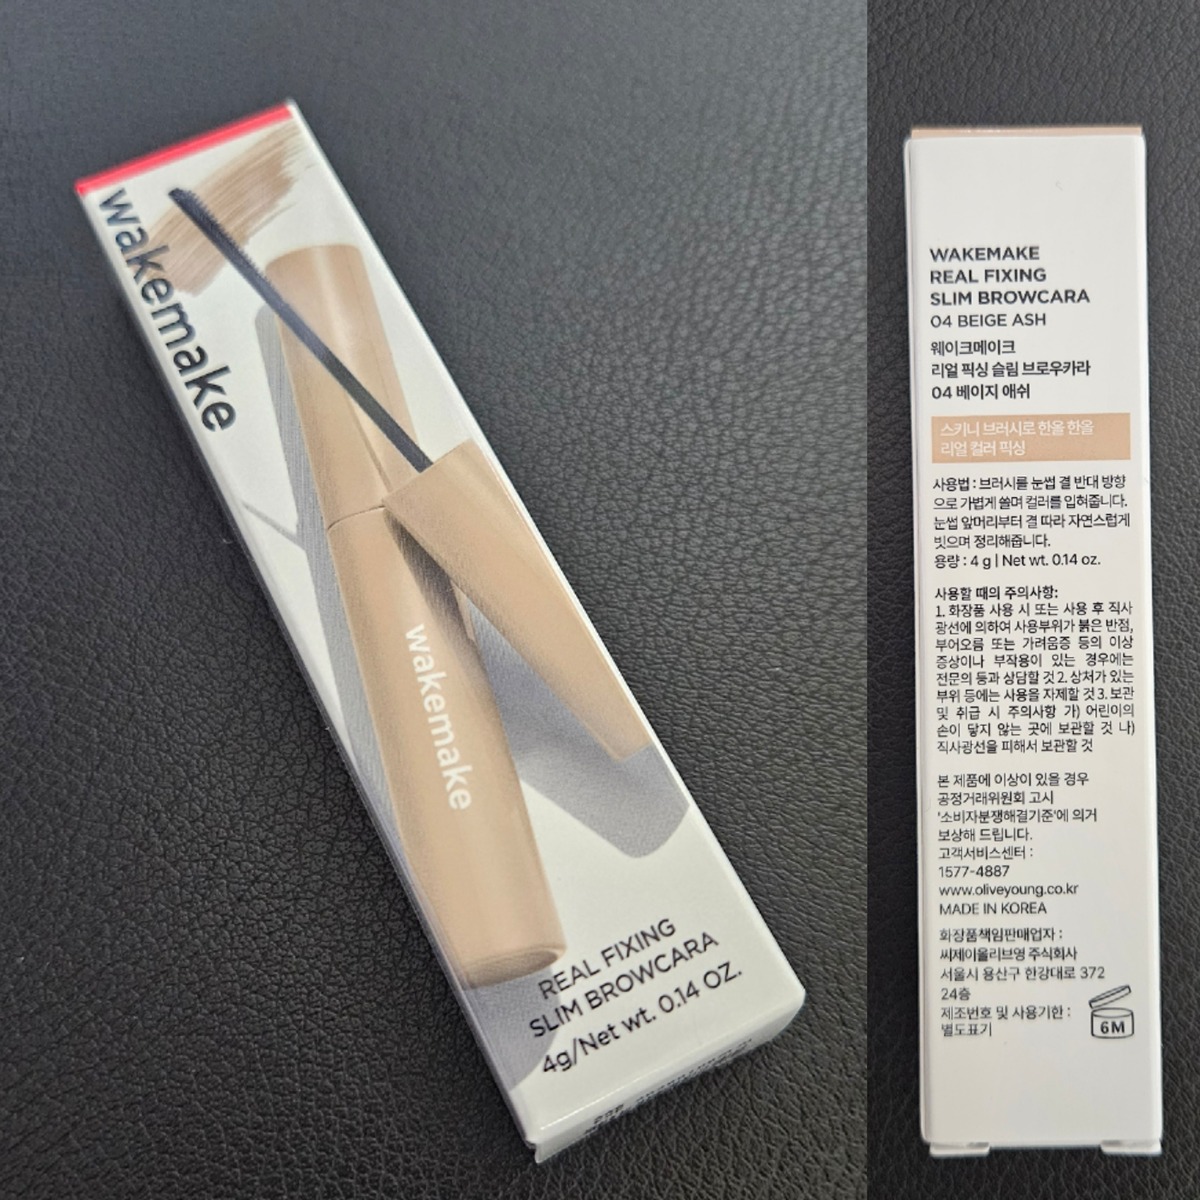 wakemake
wakemake
REAL FIXING
SLIM BROWCARA
4g/Net wt. 0.14 OZ.
WAKEMAKE
REAL FIXING
SLIM BROWCARA
04 BEIGE ASH
웨이크메이크
리얼 픽싱 슬림 브로우카라
04 베이지 애쉬
스키니 브러시로 한올 한올
리얼 컬러 픽싱
사용법 : 브러시를 눈썹 결 반대 방향
으로 가볍게 쓸며 컬러를 입혀줍니다.
눈썹 앞머리부터 결 따라 자연스럽게
빗으며 정리해줍니다.
용량 : 4 g | Net wt. 0.14 oz.
사용할 때의 주의사항:
1. 화장품 사용 시 또는 사용 후 직사
광선에 의하여 사용부위가 붉은 반점,
부어오름 또는 가려움증 등의 이상
증상이나 부작용이 있는 경우에는
전문의 등과 상담할 것 2. 상처가 있는
부위 등에는 사용을 자제할 것 3. 보관
및 취급 시 주의사항 가) 어린이의
손이 닿지 않는 곳에 보관할 것 나)
직사광선을 피해서 보관할 것
본 제품에 이상이 있을 경우
공정거래위원회 고시
'소비자분쟁해결기준'에 의거
보상해 드립니다.
고객서비스센터 :
1577-4887
www.oliveyoung.co.kr
MADE IN KOREA
화장품책임판매업자 :
씨제이올리브영 주식회사
서울시 용산구 한강대로 372
24층
제조번호 및 사용기한 :
별도표기
6M